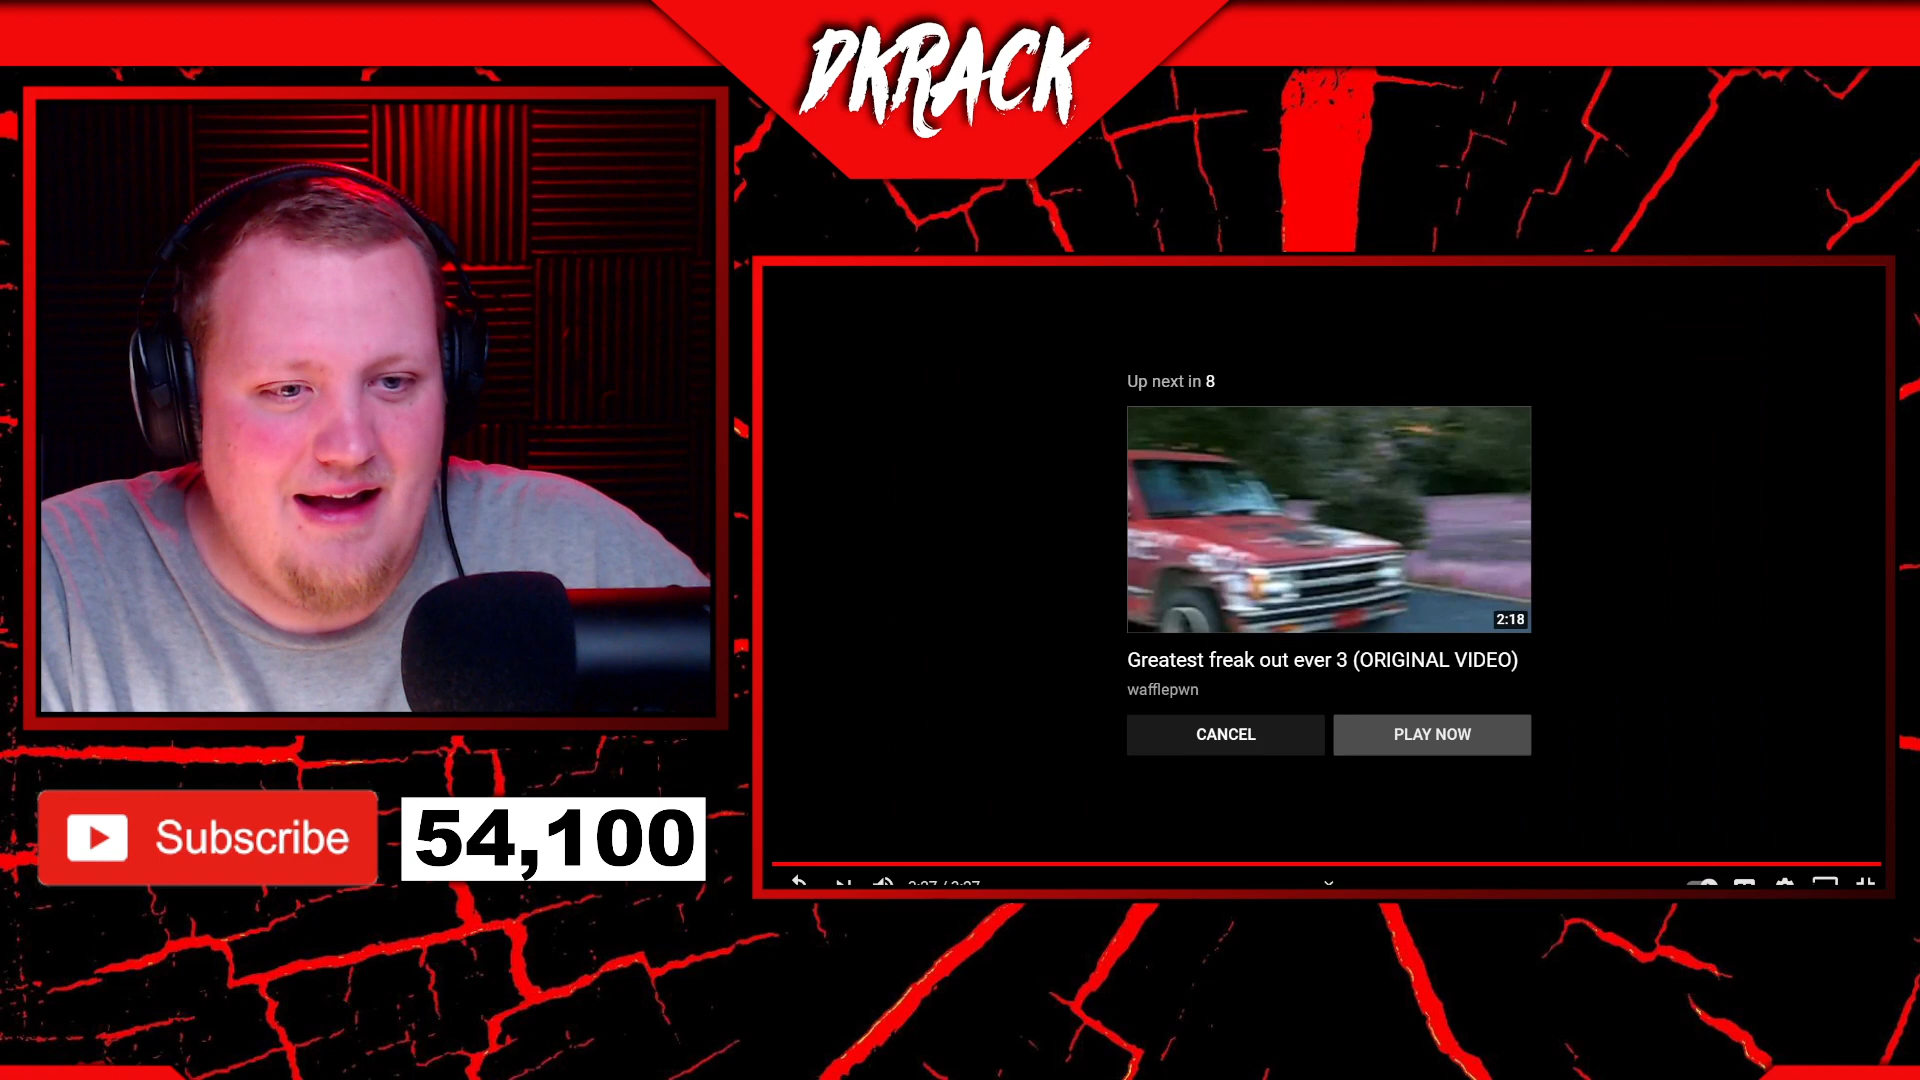 DKRACK
Up next in 8
2:18
Greatest freak out ever 3 (ORIGINAL VIDEO)
wafflepwn
CANCEL
PLAY NOW
Subscribe
54,100